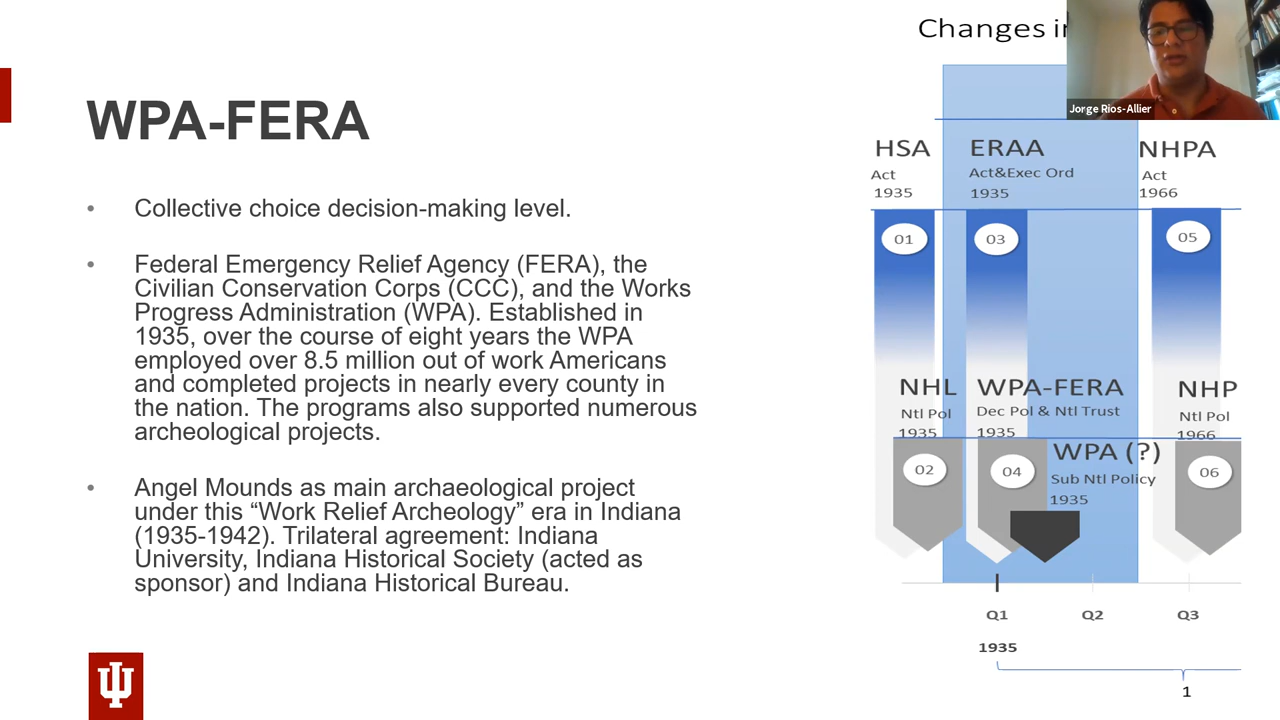 Changes
Jorge Rios-Allier
WPA-FERA
• Collective choice decision-making level.
• Federal Emergency Relief Agency (FERA), the
Civilian Conservation Corps (CCC), and the Works
Progress Administration (WPA). Established in
1935, over the course of eight years the WPA
employed over 8.5 million out of work Americans
and completed projects in nearly every county in
the nation. The programs also supported numerous
archeological projects.
• Angel Mounds as main archaeological project
under this “Work Relief Archeology” era in Indiana
(1935-1942). Trilateral agreement: Indiana
University, Indiana Historical Society (acted as
sponsor) and Indiana Historical Bureau.
HSA
Act
1935
ERAA
Act&Exec Ord
1935
NHPA
Act
1966
01
03
05
NHL
Ntl Pol
1935
WPA-FERA
Dec Pol & Ntl Trust
1935
NHP
Ntl Pol
1966
02
04
WPA (?)
Sub Ntl Policy
1935
06
Q1
Q2
Q3
1935
1